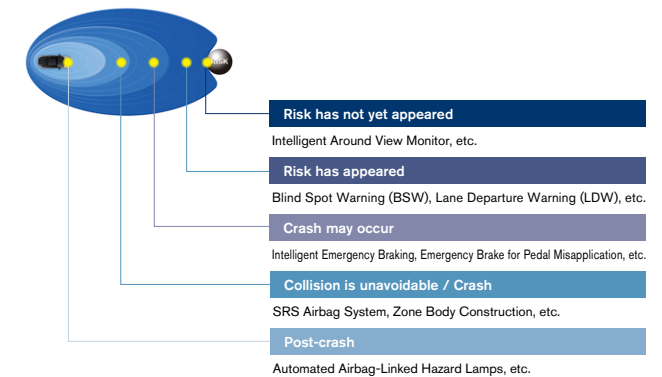 RISK
Risk has not yet appeared
Intelligent Around View Monitor, etc.
Risk has appeared
Blind Spot Warning (BSW), Lane Departure Warning (LDW), etc.
Crash may occur
Intelligent Emergency Braking, Emergency Brake for Pedal Misapplication, etc.
Collision is unavoidable / Crash
SRS Airbag System, Zone Body Construction, etc.
Post-crash
Automated Airbag-Linked Hazard Lamps, etc.